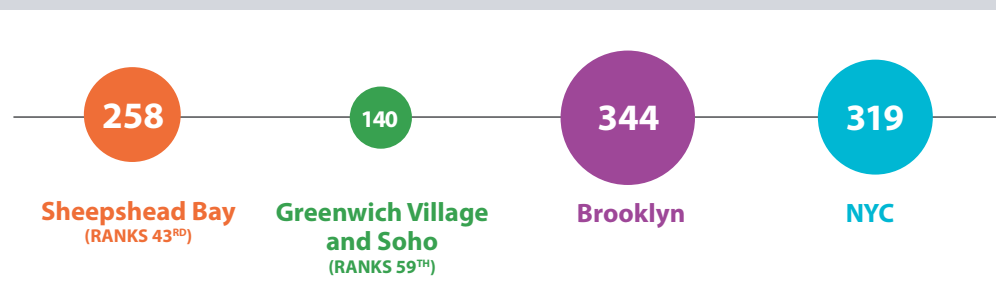 258
140
344
319
Sheepshead Bay
(RANKS 43RD)
Greenwich Village
and Soho
(RANKS 59TH)
Brooklyn
NYC